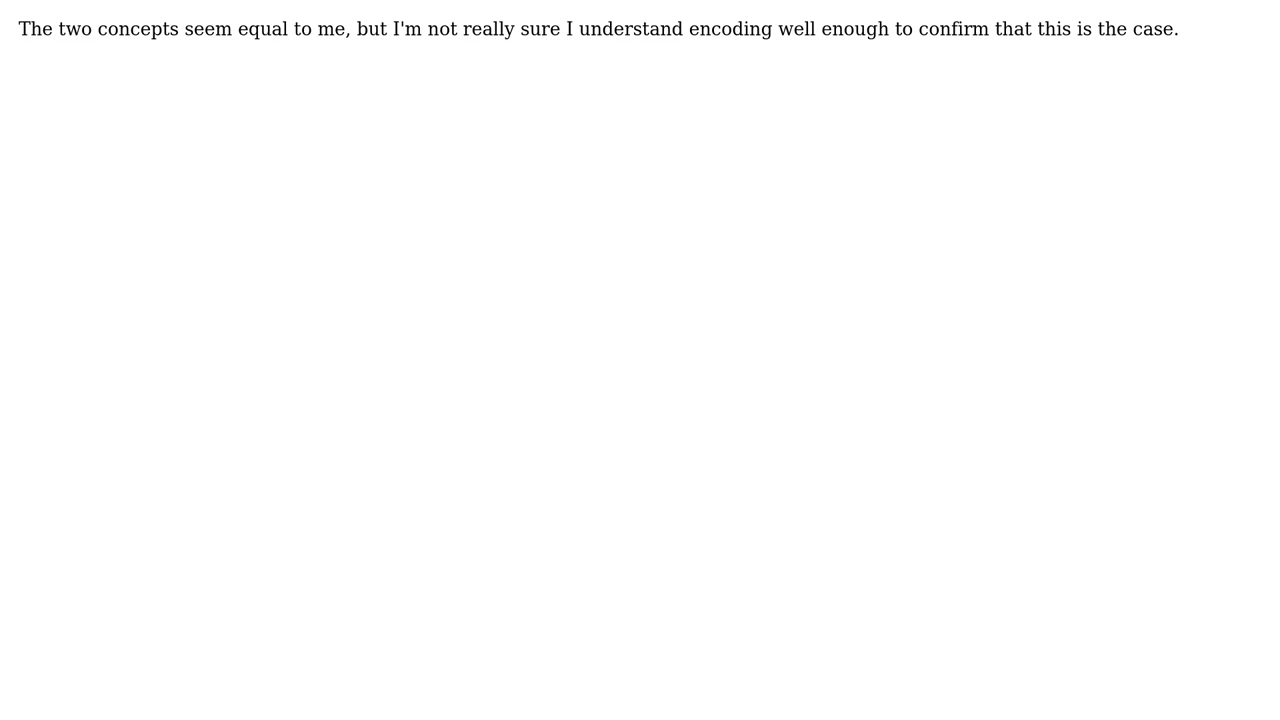 The two concepts seem equal to me, but I'm not really sure I understand encoding well enough to confirm that this is the case.